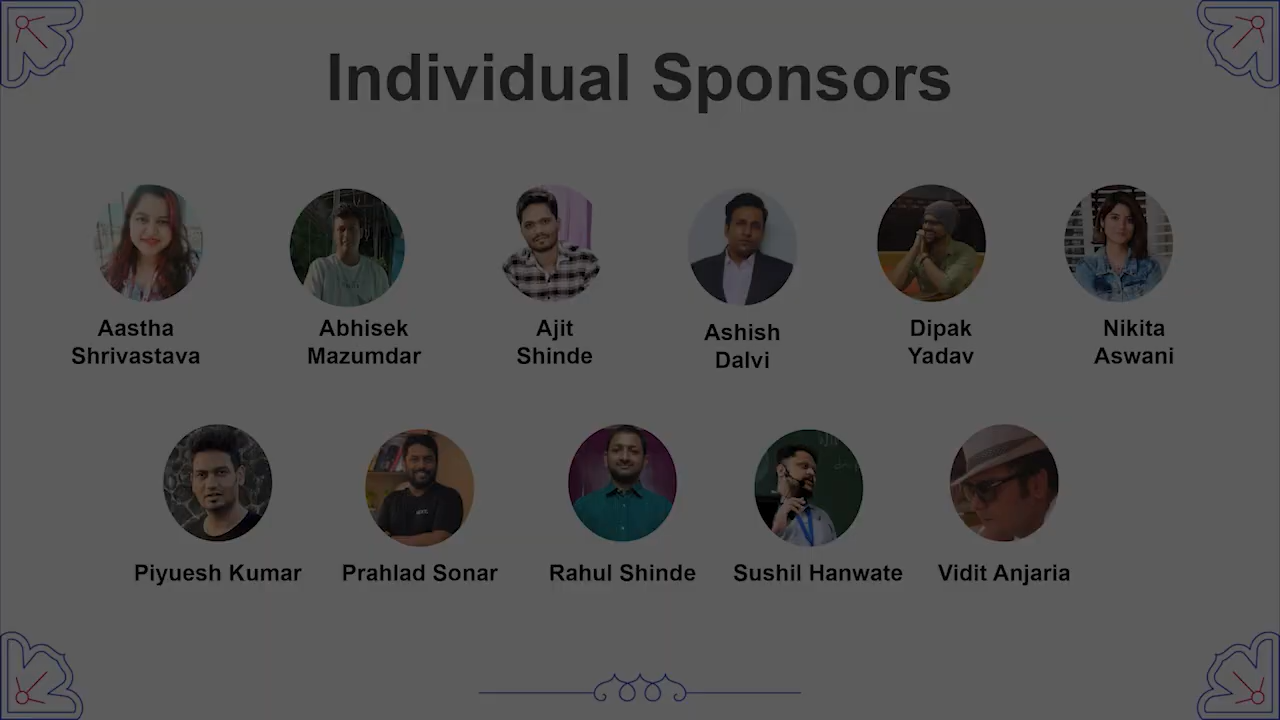 Individual Sponsors
Aastha
Shrivastava
Abhisek
Mazumdar
Ajit
Shinde
Ashish
Dalvi
Dipak
Yadav
Nikita
Aswani
Piyuesh Kumar
Prahlad Sonar
Rahul Shinde
Sushil Hanwate
Vidit Anjaria